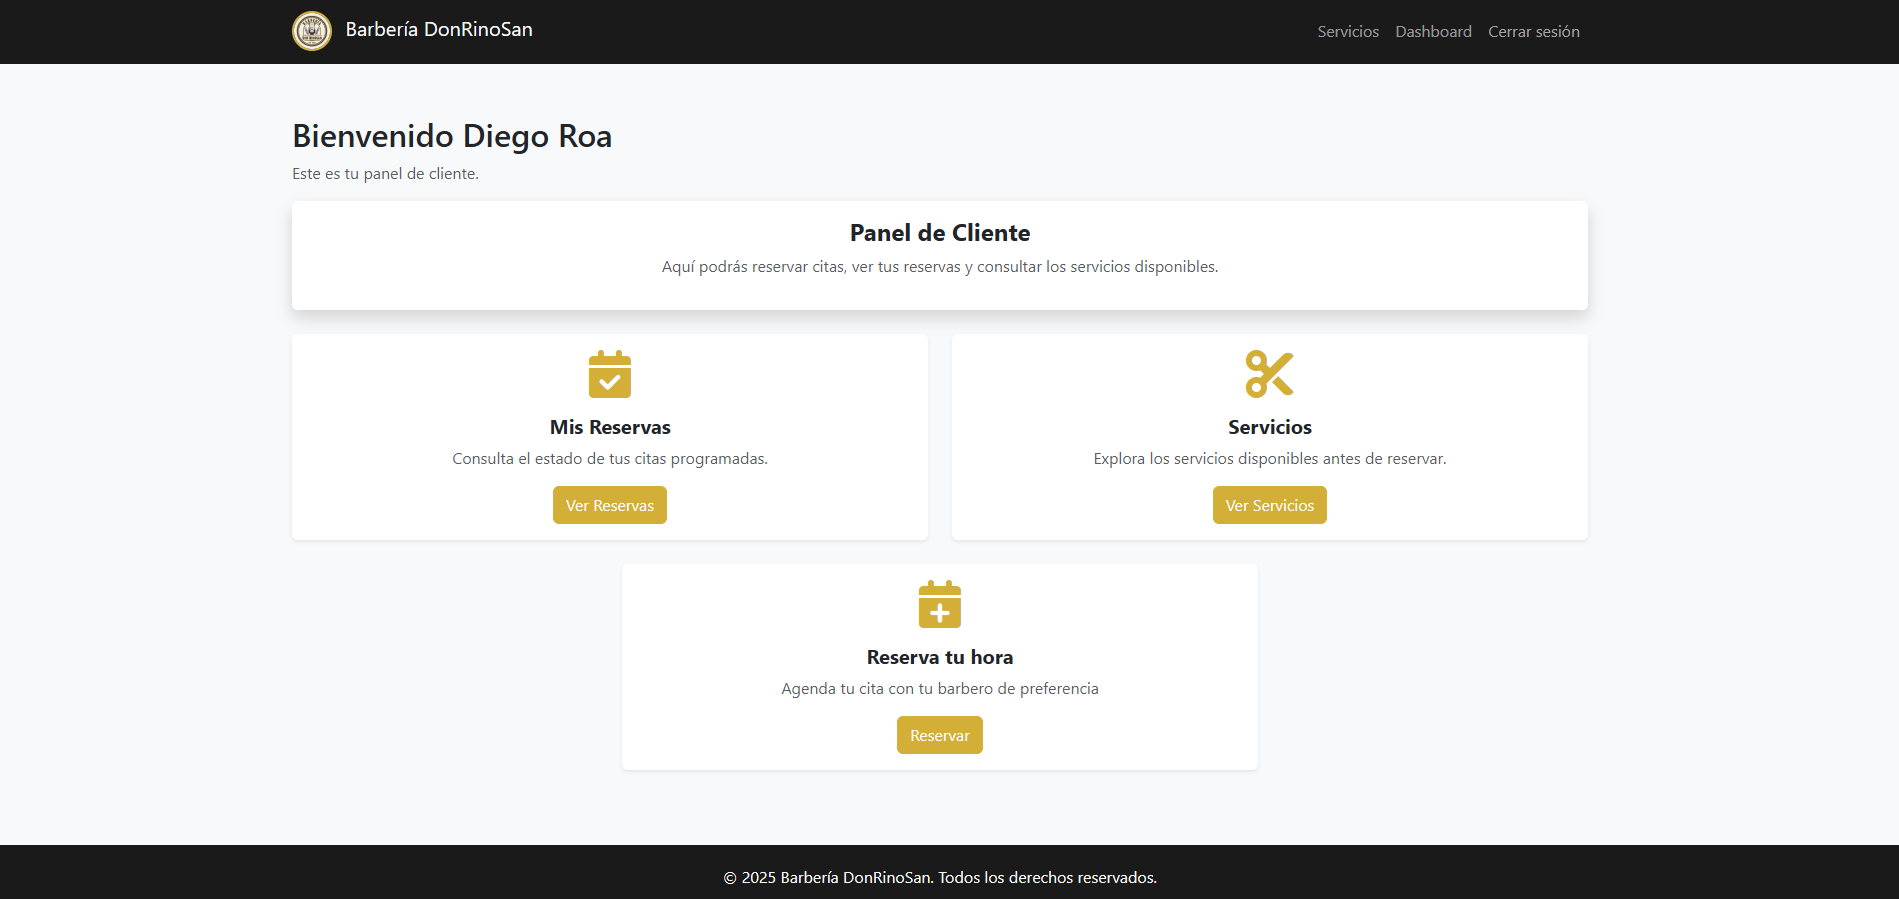 Barbería DonRinoSan
Servicios Dashboard Cerrar sesión
Bienvenido Diego Roa
Este es tu panel de cliente.
Panel de Cliente
Aquí podrás reservar citas, ver tus reservas y consultar los servicios disponibles.
Mis Reservas
Consulta el estado de tus citas programadas.
Ver Reservas
Servicios
Explora los servicios disponibles antes de reservar.
Ver Servicios
Reserva tu hora
Agenda tu cita con tu barbero de preferencia
Reservar
© 2025 Barbería DonRinoSan. Todos los derechos reservados.